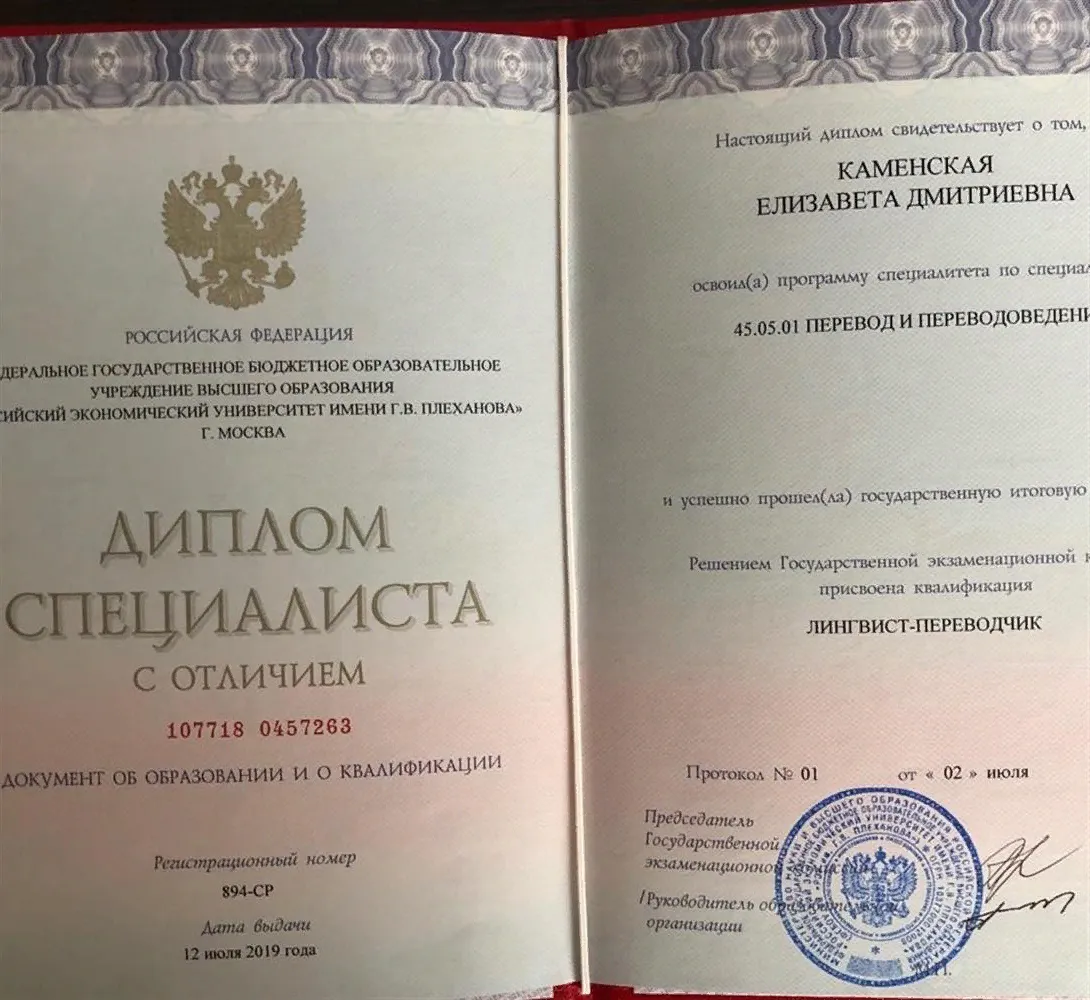 РОССИЙСКАЯ ФЕДЕРАЦИЯ
ДЕРАЛЬНОЕ ГОСУДАРСТВЕННОЕ БЮДЖЕТНОЕ ОБРАЗОВАТЕЛЬНОЕ
УЧРЕЖДЕНИЕ ВЫСШЕГО ОБРАЗОВАНИЯ
СИЙСКИЙ ЭКОНОМИЧЕСКИЙ УНИВЕРСИТЕТ ИМЕНИ Г.В. ПЛЕХАНОВА»
Г. МОСКВА
ДИПЛОМ
СПЕЦИАЛИСТА
С ОТЛИЧИЕМ
107718 0457263
ДОКУМЕНТ ОБ ОБРАЗОВАНИИ И О КВАЛИФИКАЦИИ
Регистрационный номер
894-СР
Дата выдачи
12 июля 2019 года
Настоящий диплом свидетельствует о том,
КАМЕНСКАЯ
ЕЛИЗАВЕТА ДМИТРИЕВНА
освоил(а) программу специалитета по специал
45.05.01 ПЕРЕВОД И ПЕРЕВОДОВЕДЕНИ
и успешно прошел(ла) государственную итоговую
Решением Государственной экзаменационной к
присвоена квалификация
ЛИНГВИСТ-ПЕРЕВОДЧИК
Протокол № 01 от « 02 » июля
Председатель
Государственной
экзаменационной комиссии
Руководитель образовательной
организации
М.П.